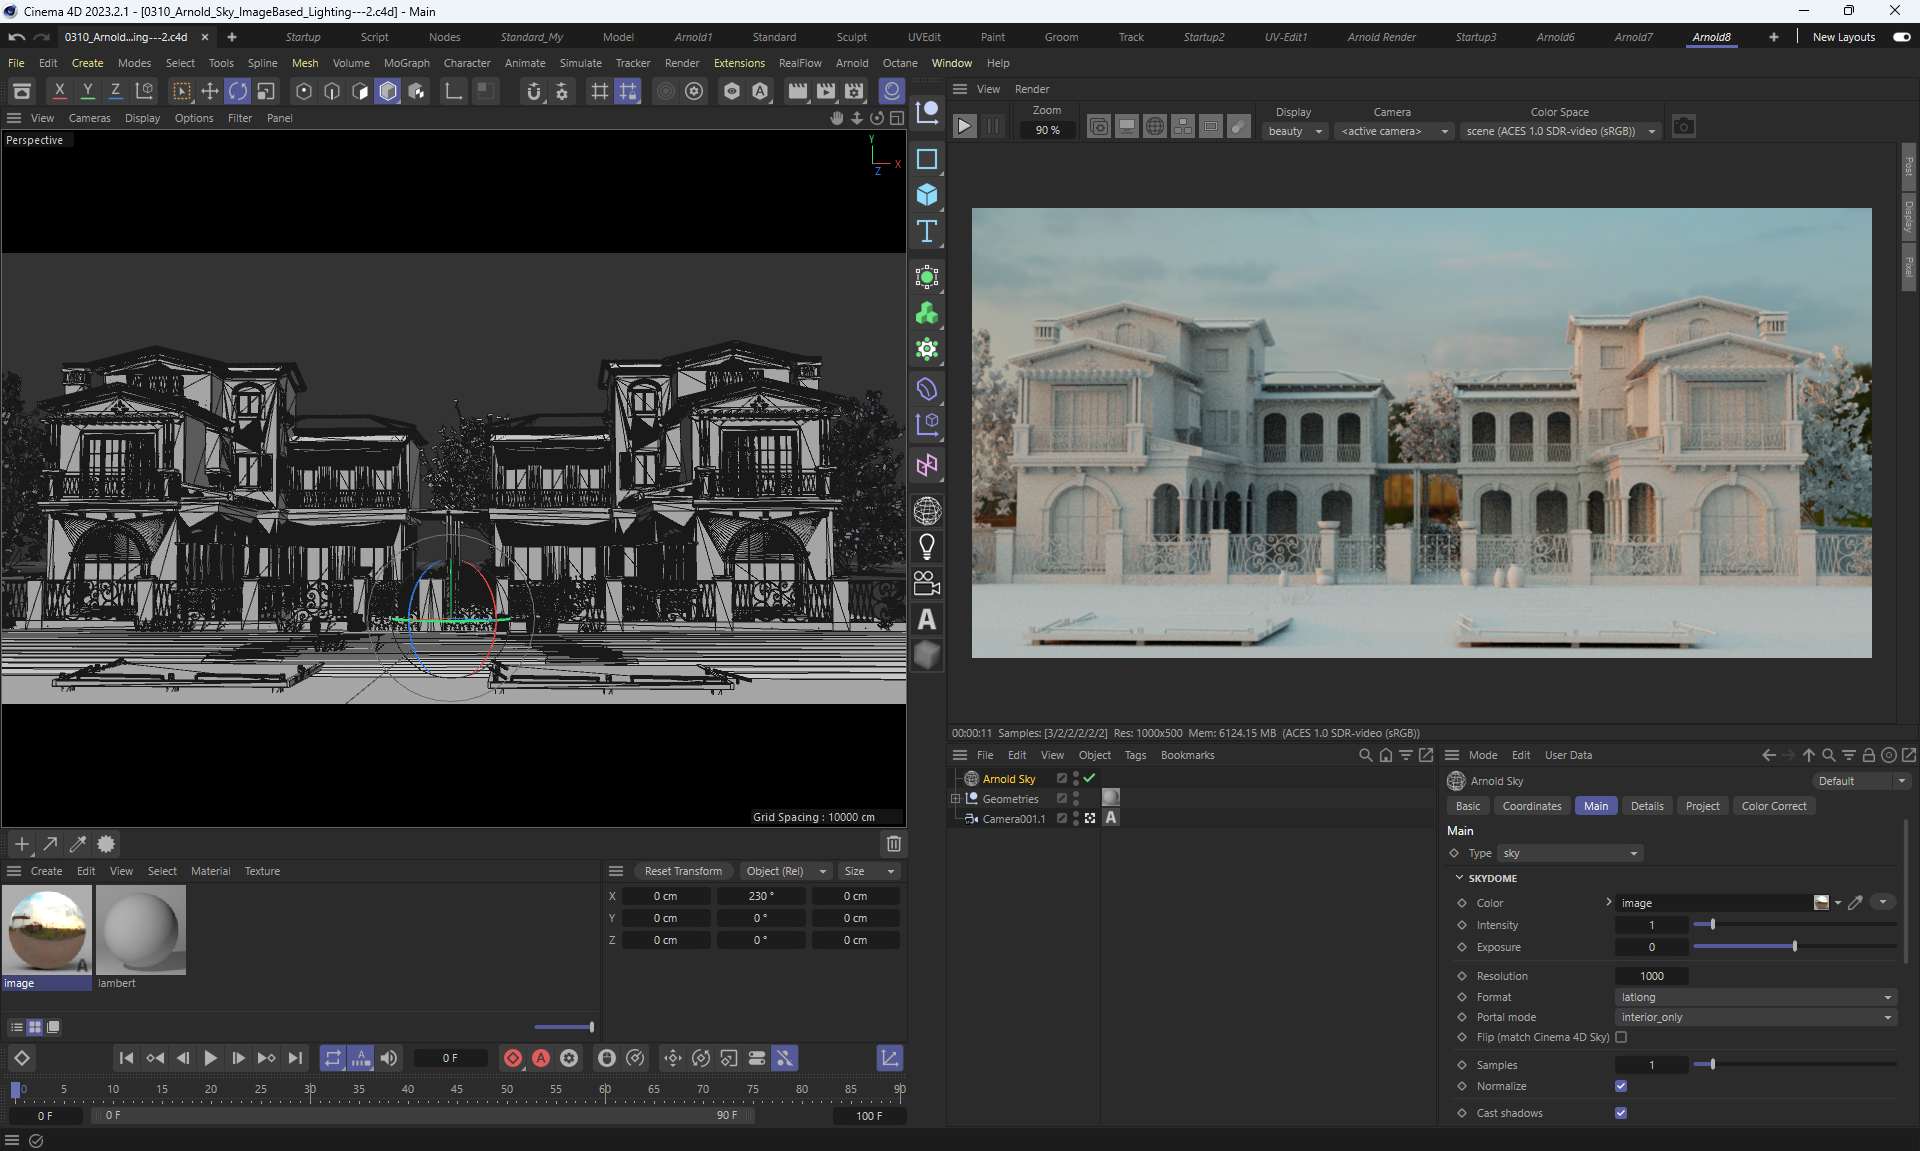 Cinema 4D 2023.2.1 - [0310_Arnold_Sky_ImageBased_Lighting---2.c4d] - Main
0310_Arnold...ing---2.c4d × + Startup Script Nodes Standard_My Model Arnold1 Standard Sculpt UVEdit Paint Groom Track Startup2 UV-Edit1 Arnold Render Startup3 Arnold6 Arnold7 Arnold8 + New Layouts
File Edit Create Modes Select Tools Spline Mesh Volume MoGraph Character Animate Simulate Tracker Render Extensions RealFlow Arnold Octane Window Help
X Y Z
View Cameras Display Options Filter Panel
Perspective
Y
X
Z
Grid Spacing : 10000 cm
View Render
Zoom Display Camera Color Space
90 % beauty <active camera> scene (ACES 1.0 SDR-video (sRGB))
Post
Display
Pixel
00:00:11 Samples: [3/2/2/2/2/2] Res: 1000x500 Mem: 6124.15 MB (ACES 1.0 SDR-video (sRGB))
File Edit View Object Tags Bookmarks
Arnold Sky
Geometries
Camera001.1 A
Mode Edit User Data
Arnold Sky Default
Basic Coordinates Main Details Project Color Correct
Main
Type sky
SKYDOME
Color image
Intensity 1
Exposure 0
Resolution 1000
Format latlong
Portal mode interior_only
Flip (match Cinema 4D Sky)
Samples 1
Normalize
Cast shadows
Create Edit View Select Material Texture
image lambert
Reset Transform Object (Rel) Size
X 0 cm 230 ° 0 cm
Y 0 cm 0 ° 0 cm
Z 0 cm 0 ° 0 cm
0 F
0 5 10 15 20 25 30 35 40 45 50 55 60 65 70 75 80 85 90
0 F 0 F 90 F 100 F